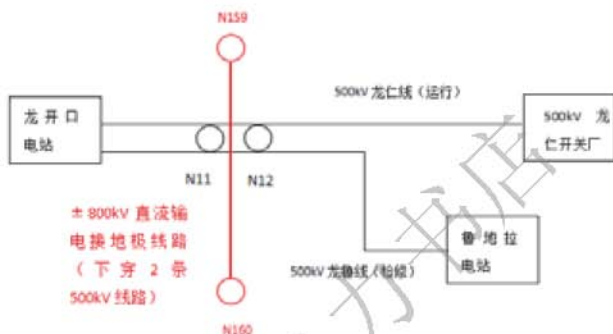 N159
500kV 龙仁线（运行）
龙开口
电站
500kV 龙
仁开关厂
N11
N12
±800kV 直流输
电接地极线路
（下穿 2 条
500kV 线路）
鲁地拉
电站
500kV 龙鲁线（检修）
N160